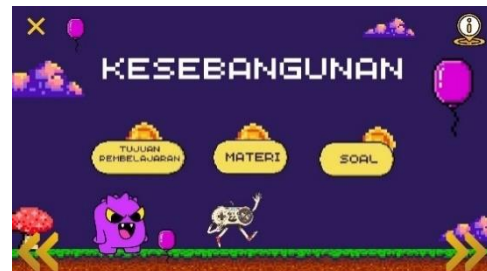 KESEBANGUNAN
TUJUAN
PEMBELAJARAN
MATERI
SOAL